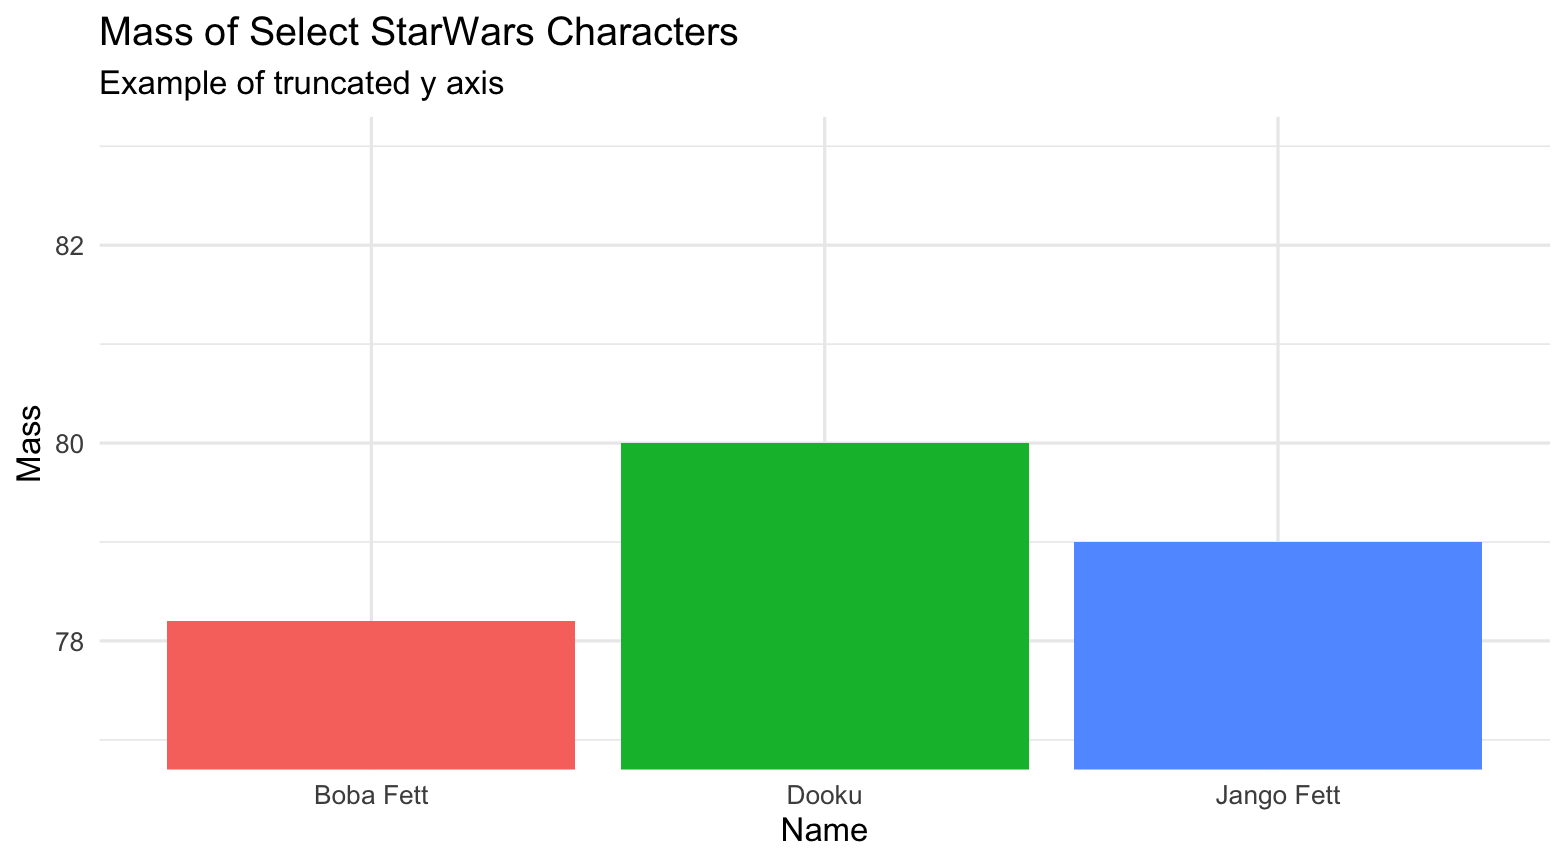 Mass of Select StarWars Characters
Example of truncated y axis
82
80
78
Mass
Boba Fett Dooku Jango Fett
Name